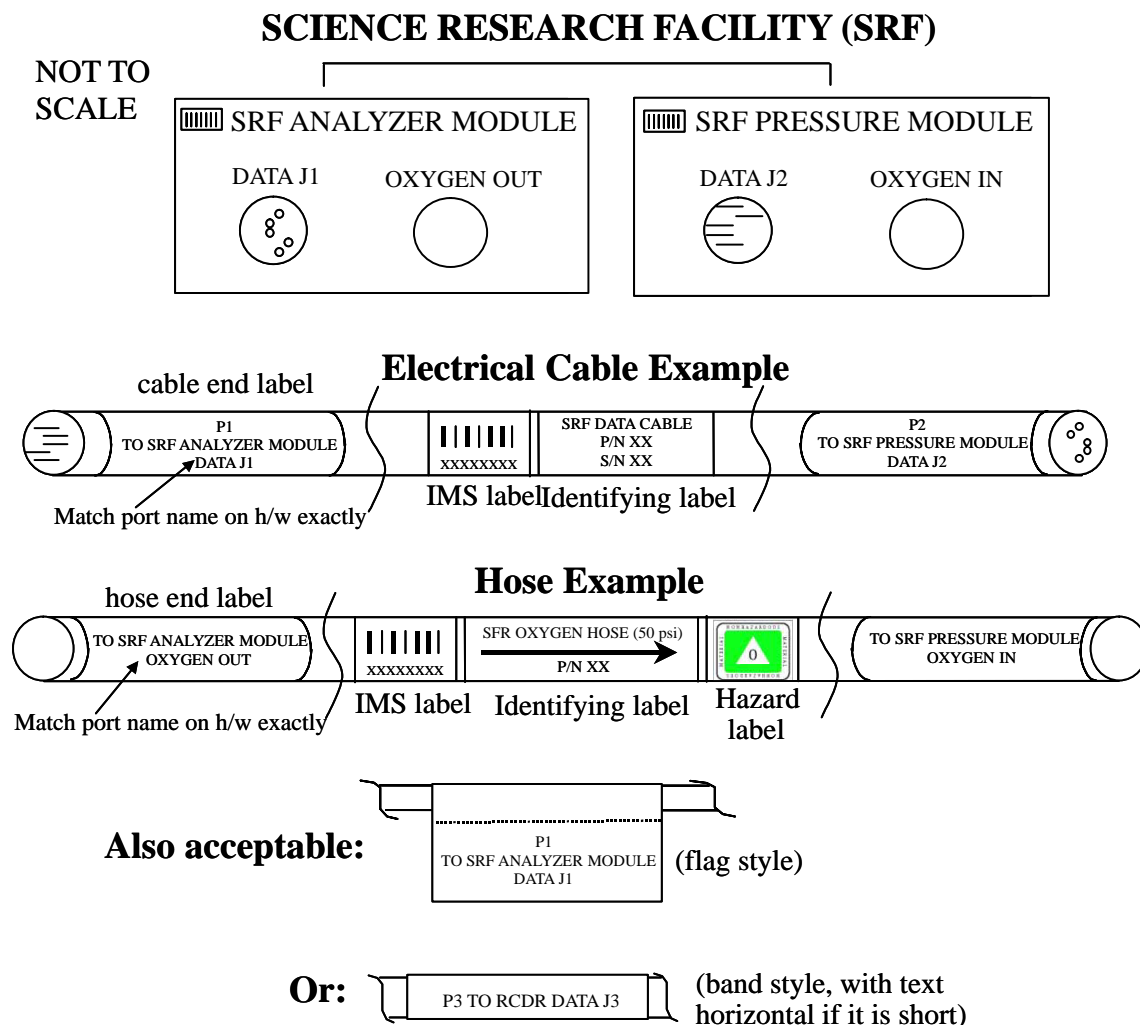 SCIENCE RESEARCH FACILITY (SRF)
NOT TO
SCALE
SRF ANALYZER MODULE
DATA J1
OXYGEN OUT
SRF PRESSURE MODULE
DATA J2
OXYGEN IN
Electrical Cable Example
cable end label
P1
TO SRF ANALYZER MODULE
DATA J1
XXXXXXXX
SRF DATA CABLE
P/N XX
S/N XX
P2
TO SRF PRESSURE MODULE
DATA J2
IMS label
Identifying label
Match port name on h/w exactly
Hose Example
hose end label
TO SRF ANALYZER MODULE
OXYGEN OUT
XXXXXXXX
SFR OXYGEN HOSE (50 psi)
P/N XX
0
TO SRF PRESSURE MODULE
OXYGEN IN
IMS label
Identifying label
Hazard
label
Match port name on h/w exactly
Also acceptable:
P1
TO SRF ANALYZER MODULE
DATA J1
(flag style)
Or:
P3 TO RCDR DATA J3
(band style, with text
horizontal if it is short)